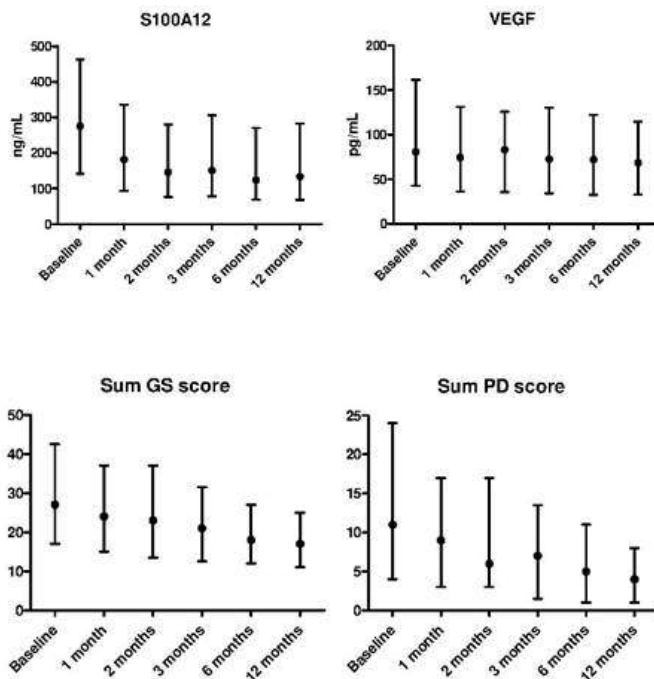 S100A12
ng/mL
500
400
300
200
100
0
Baseline
1 month
2 months
3 months
6 months
12 months
VEGF
pg/mL
200
150
100
50
0
Baseline
1 month
2 months
3 months
6 months
12 months
Sum GS score
50
40
30
20
10
0
Baseline
1 month
2 months
3 months
6 months
12 months
Sum PD score
25
20
15
10
5
0
Baseline
1 month
2 months
3 months
6 months
12 months